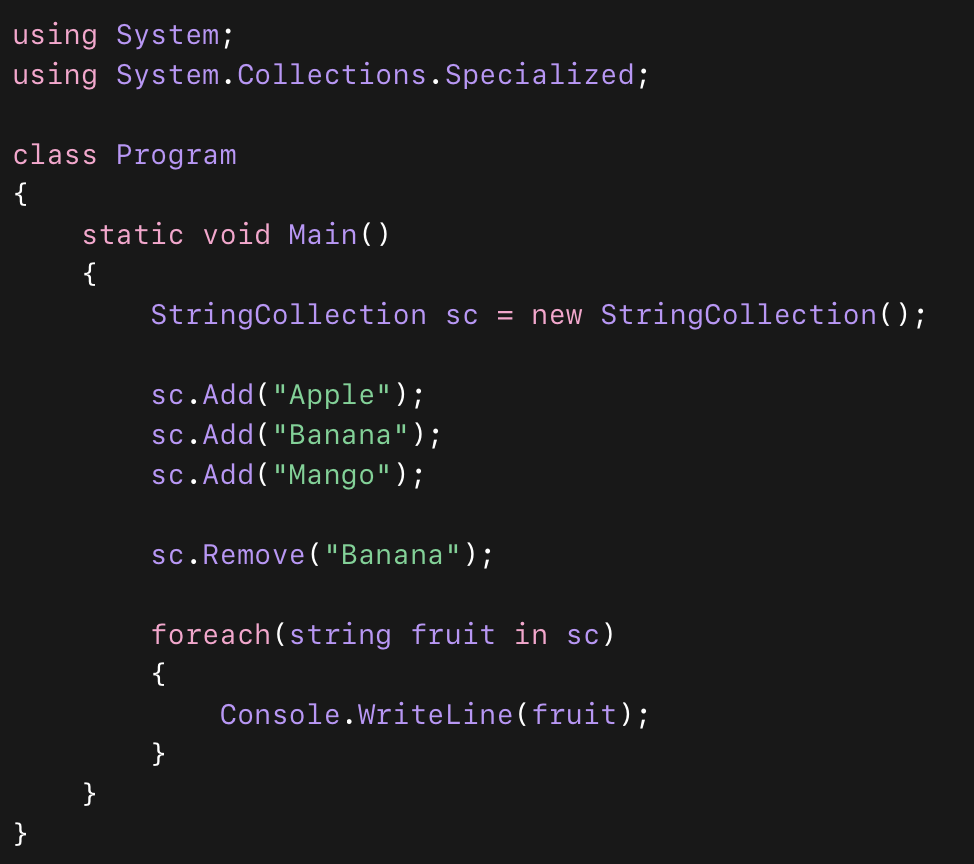 using System;
using System.Collections.Specialized;

class Program
{
    static void Main()
    {
        StringCollection sc = new StringCollection();

        sc.Add("Apple");
        sc.Add("Banana");
        sc.Add("Mango");

        sc.Remove("Banana");

        foreach(string fruit in sc)
        {
            Console.WriteLine(fruit);
        }
    }
}